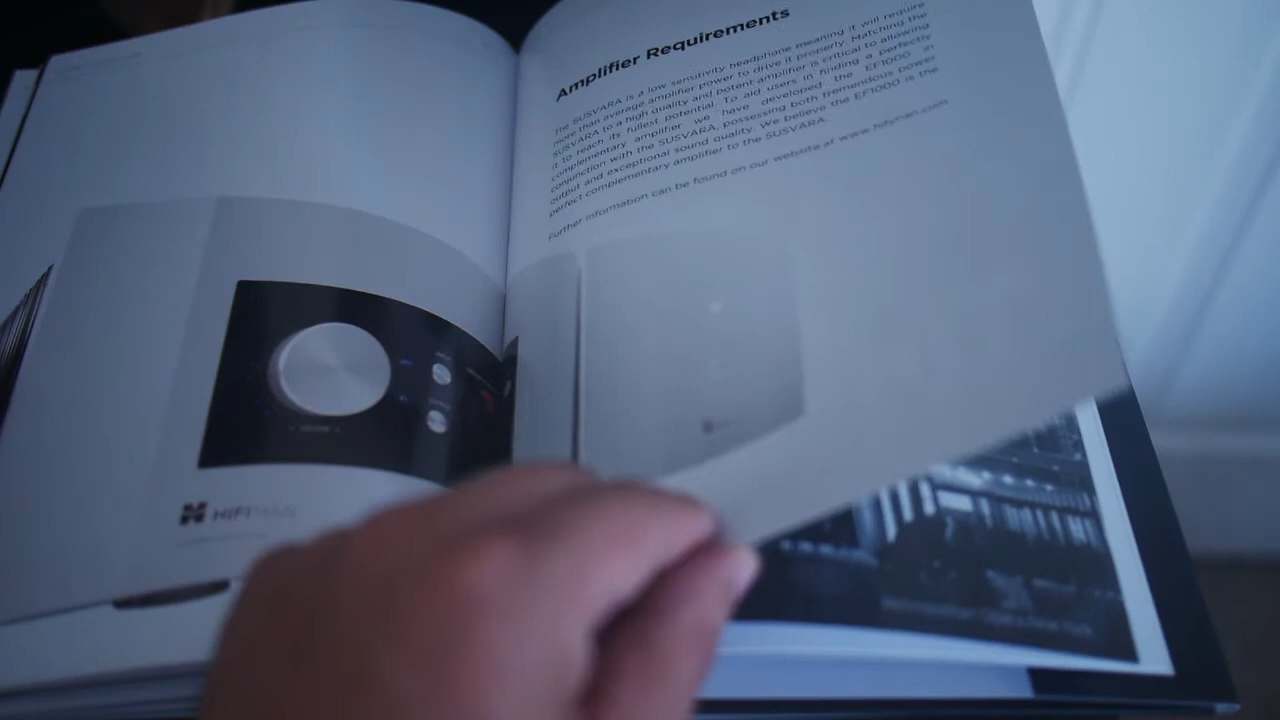 Amplifier Requirements
The SUSVARA is a low sensitivity headphone meaning it will require
more than average amplifier power to drive it properly. Matching the
SUSVARA to a high quality and potent amplifier is critical to allowing
it to reach its fullest potential. To aid users in finding a perfectly
complementary amplifier we have developed the EF1000 in
conjunction with the SUSVARA, possessing both tremendous power
output and exceptional sound quality. We believe the EF1000 is the
perfect complementary amplifier to the SUSVARA.
Further information can be found on our website at www.hifiman.com
HIFIMAN